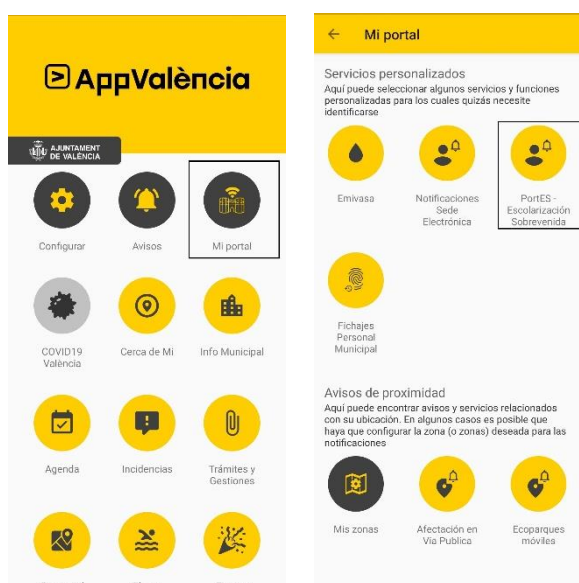 AppValència
AJUNTAMENT
DE VALÈNCIA
Configurar
Avisos
Mi portal
COVID19
València
Cerca de Mi
Info Municipal
Agenda
Incidencias
Trámites y
Gestiones
Mi portal
Servicios personalizados
Aquí puede seleccionar algunos servicios y funciones
personalizadas para los cuales quizás necesite
identificarse
Emivasa
Notificaciones
Sede
Electrónica
PortES -
Escolarización
Sobrevenida
Fichajes
Personal
Municipal
Avisos de proximidad
Aquí puede encontrar avisos y servicios relacionados
con su ubicación. En algunos casos es posible que
haya que configurar la zona (o zonas) deseada para las
notificaciones
Mis zonas
Afectación en
Via Publica
Ecoparques
móviles